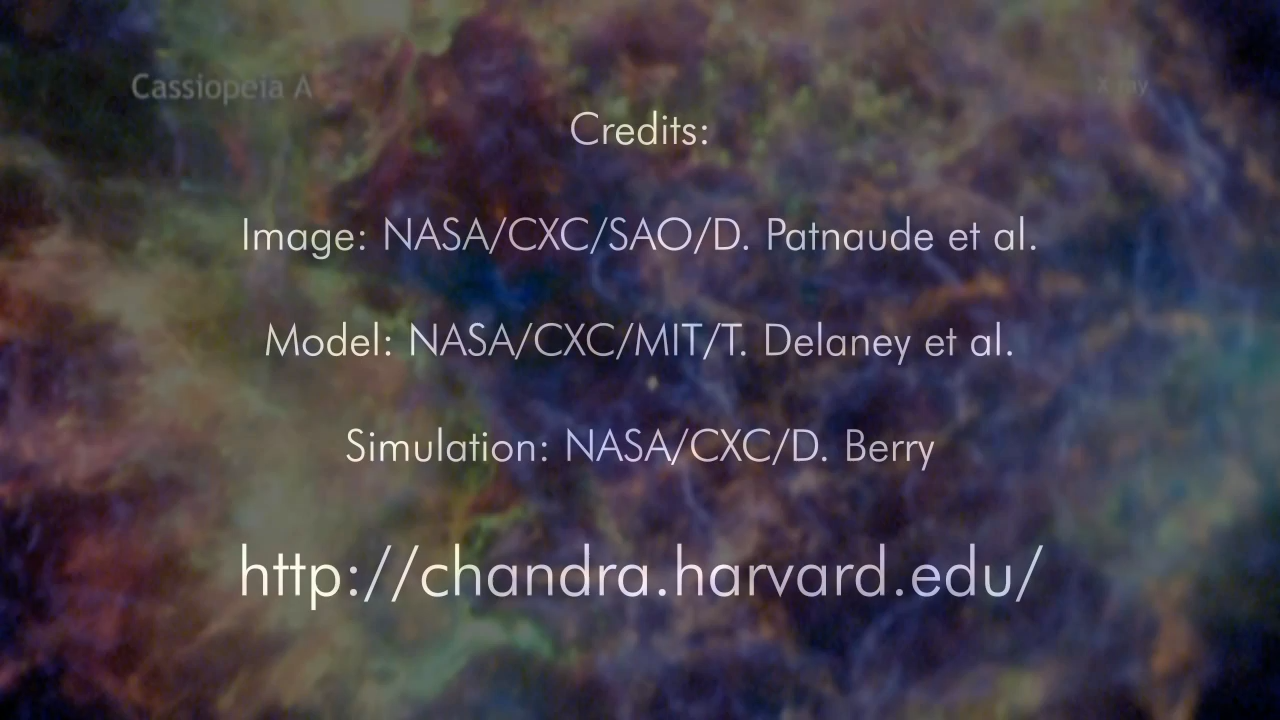 Cassiopeia A
X-ray
Credits:
Image: NASA/CXC/SAO/D. Patnaude et al.
Model: NASA/CXC/MIT/T. Delaney et al.
Simulation: NASA/CXC/D. Berry
http://chandra.harvard.edu/